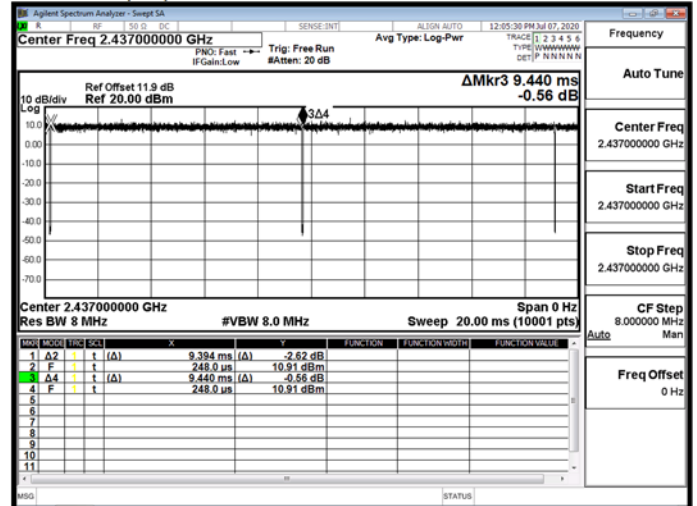 Agilent Spectrum Analyzer - Swept SA
R RF 50 Ω DC SENSE:INT ALIGN AUTO 12:05:30 PM Jul 07, 2020
Center Freq 2.437000000 GHz
PNO: Fast
IFGain:Low
Trig: Free Run
#Atten: 20 dB
Avg Type: Log-Pwr
TRACE 1 2 3 4 5 6
TYPE WWWWWW
DET P N N N N N
Ref Offset 11.9 dB
10 dB/div Ref 20.00 dBm
Log
ΔMkr3 9.440 ms
-0.56 dB
3Δ4
10.0
0.00
-10.0
-20.0
-30.0
-40.0
-50.0
-60.0
-70.0
Center 2.437000000 GHz Span 0 Hz
Res BW 8 MHz #VBW 8.0 MHz Sweep 20.00 ms (10001 pts)
MKR MODE TRC SCL X Y FUNCTION FUNCTION WIDTH FUNCTION VALUE
1 Δ2 1 t (Δ) 9.394 ms (Δ) -2.62 dB
2 F 1 t 248.0 µs 10.91 dBm
3 Δ4 1 t (Δ) 9.440 ms (Δ) -0.56 dB
4 F 1 t 248.0 µs 10.91 dBm
5
6
7
8
9
10
11
MSG STATUS
Frequency
Auto Tune
Center Freq
2.437000000 GHz
Start Freq
2.437000000 GHz
Stop Freq
2.437000000 GHz
CF Step
8.000000 MHz
Auto Man
Freq Offset
0 Hz